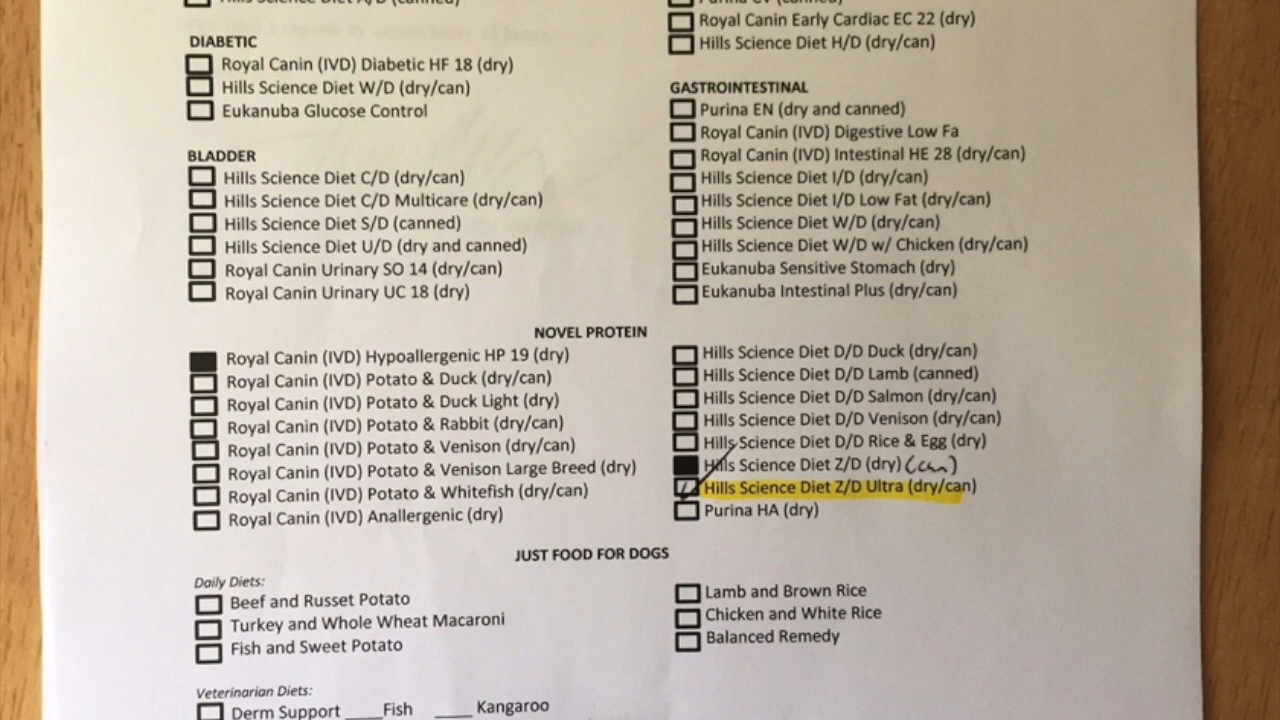 Purina CV (canned)
Royal Canin Early Cardiac EC 22 (dry)
Hills Science Diet H/D (dry/can)
DIABETIC
Royal Canin (IVD) Diabetic HF 18 (dry)
Hills Science Diet W/D (dry/can)
Eukanuba Glucose Control
BLADDER
Hills Science Diet C/D (dry/can)
Hills Science Diet C/D Multicare (dry/can)
Hills Science Diet S/D (canned)
Hills Science Diet U/D (dry and canned)
Royal Canin Urinary SO 14 (dry/can)
Royal Canin Urinary UC 18 (dry)
GASTROINTESTINAL
Purina EN (dry and canned)
Royal Canin (IVD) Digestive Low Fa
Royal Canin (IVD) Intestinal HE 28 (dry/can)
Hills Science Diet I/D (dry/can)
Hills Science Diet I/D Low Fat (dry/can)
Hills Science Diet W/D (dry/can)
Hills Science Diet W/D w/ Chicken (dry/can)
Eukanuba Sensitive Stomach (dry)
Eukanuba Intestinal Plus (dry/can)
NOVEL PROTEIN
Royal Canin (IVD) Hypoallergenic HP 19 (dry)
Royal Canin (IVD) Potato & Duck (dry/can)
Royal Canin (IVD) Potato & Duck Light (dry)
Royal Canin (IVD) Potato & Rabbit (dry/can)
Royal Canin (IVD) Potato & Venison (dry/can)
Royal Canin (IVD) Potato & Venison Large Breed (dry)
Royal Canin (IVD) Potato & Whitefish (dry/can)
Royal Canin (IVD) Anallergenic (dry)
Hills Science Diet D/D Duck (dry/can)
Hills Science Diet D/D Lamb (canned)
Hills Science Diet D/D Salmon (dry/can)
Hills Science Diet D/D Venison (dry/can)
Hills Science Diet D/D Rice & Egg (dry)
Hills Science Diet Z/D (dry) (can)
Hills Science Diet Z/D Ultra (dry/can)
Purina HA (dry)
JUST FOOD FOR DOGS
Daily Diets:
Beef and Russet Potato
Turkey and Whole Wheat Macaroni
Fish and Sweet Potato
Lamb and Brown Rice
Chicken and White Rice
Balanced Remedy
Veterinarian Diets:
Derm Support ____Fish ____ Kangaroo